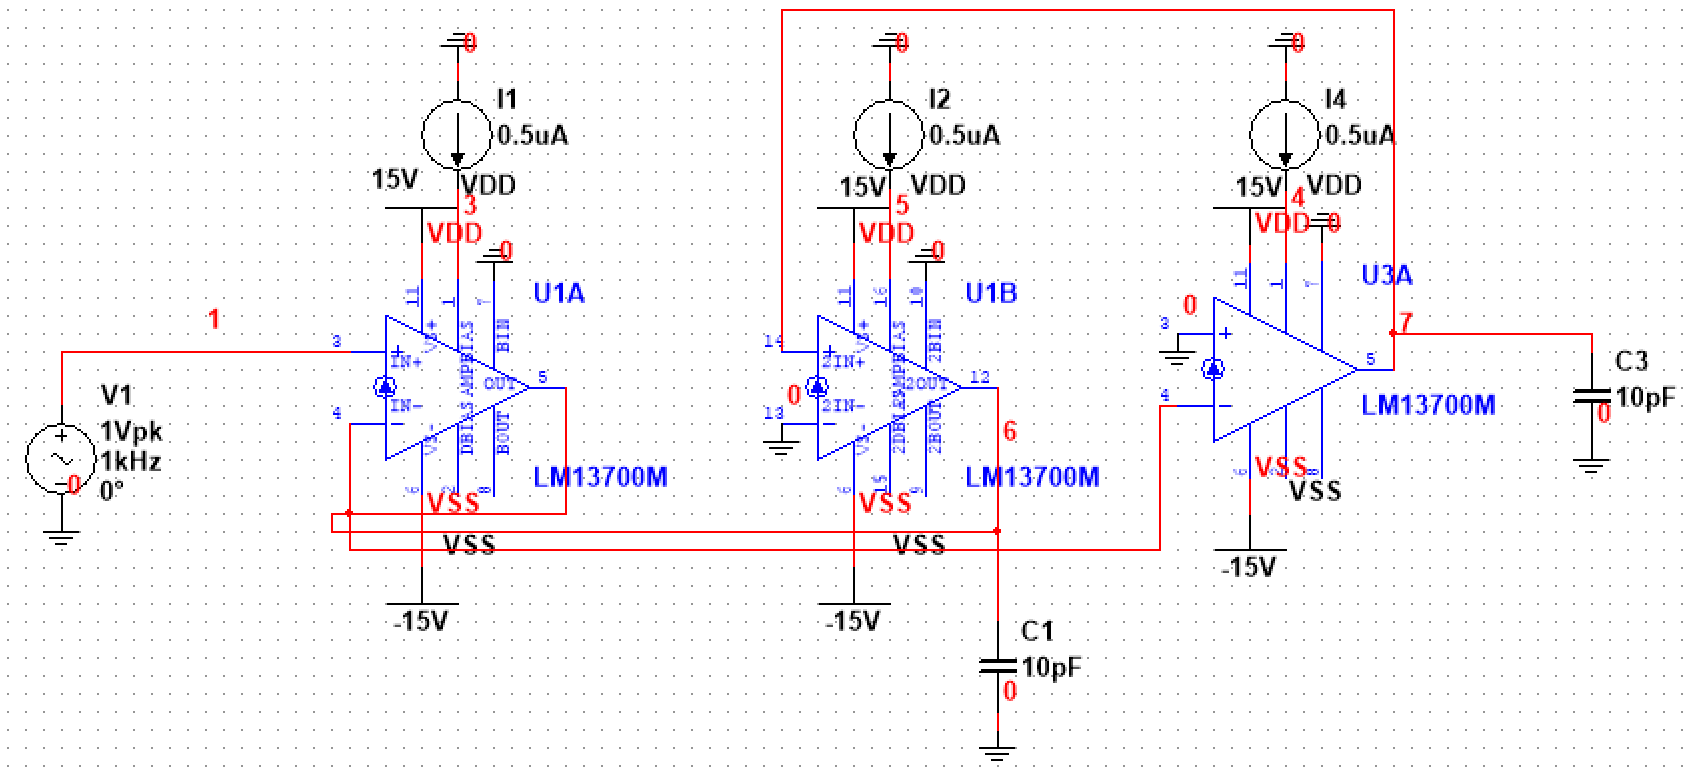 0
I1
0.5uA
15V
VDD
3
VDD
0
11
1
7
U1A
1
3
IN+
4
IN-
VS+
AMPBIAS
BIN
OUT
5
VS-
DBIAS
BOUT
6
2
8
LM13700M
VSS
VSS
-15V
V1
1Vpk
1kHz
0°
0
0
I2
0.5uA
15V
VDD
5
VDD
0
11
16
10
U1B
14
2IN+
0
13
2IN-
VS+
2BIN
2OUT
12
VS-
2BOUT
6
15
9
LM13700M
6
VSS
VSS
-15V
C1
10pF
0
0
I4
0.5uA
15V
VDD
4
VDD
0
11
1
7
U3A
0
3
4
5
7
LM13700M
6
8
VSS
VSS
-15V
C3
10pF
0